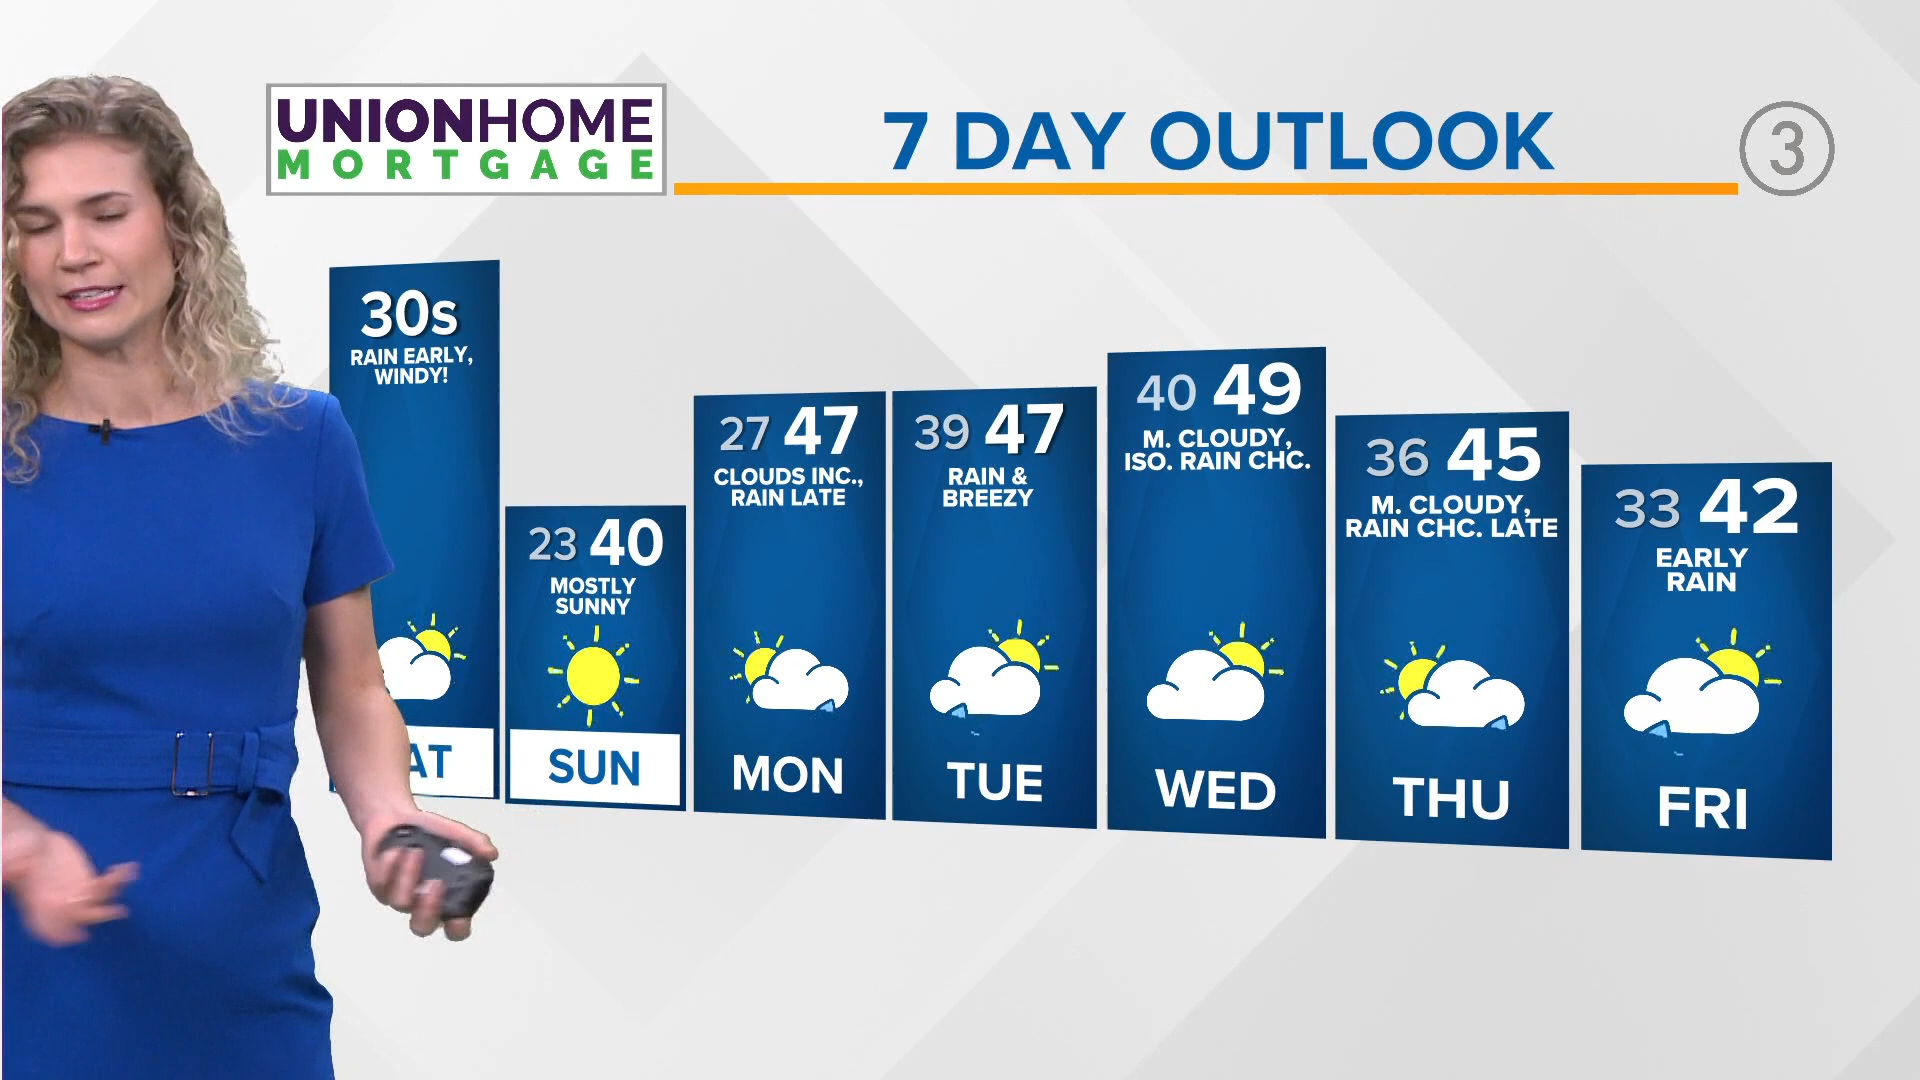 UNIONHOME
MORTGAGE
7 DAY OUTLOOK
3
30s
RAIN EARLY,
WINDY!
AT
23 40
MOSTLY
SUNNY
SUN
27 47
CLOUDS INC.,
RAIN LATE
MON
39 47
RAIN &
BREEZY
TUE
40 49
M. CLOUDY,
ISO. RAIN CHC.
WED
36 45
M. CLOUDY,
RAIN CHC. LATE
THU
33 42
EARLY
RAIN
FRI